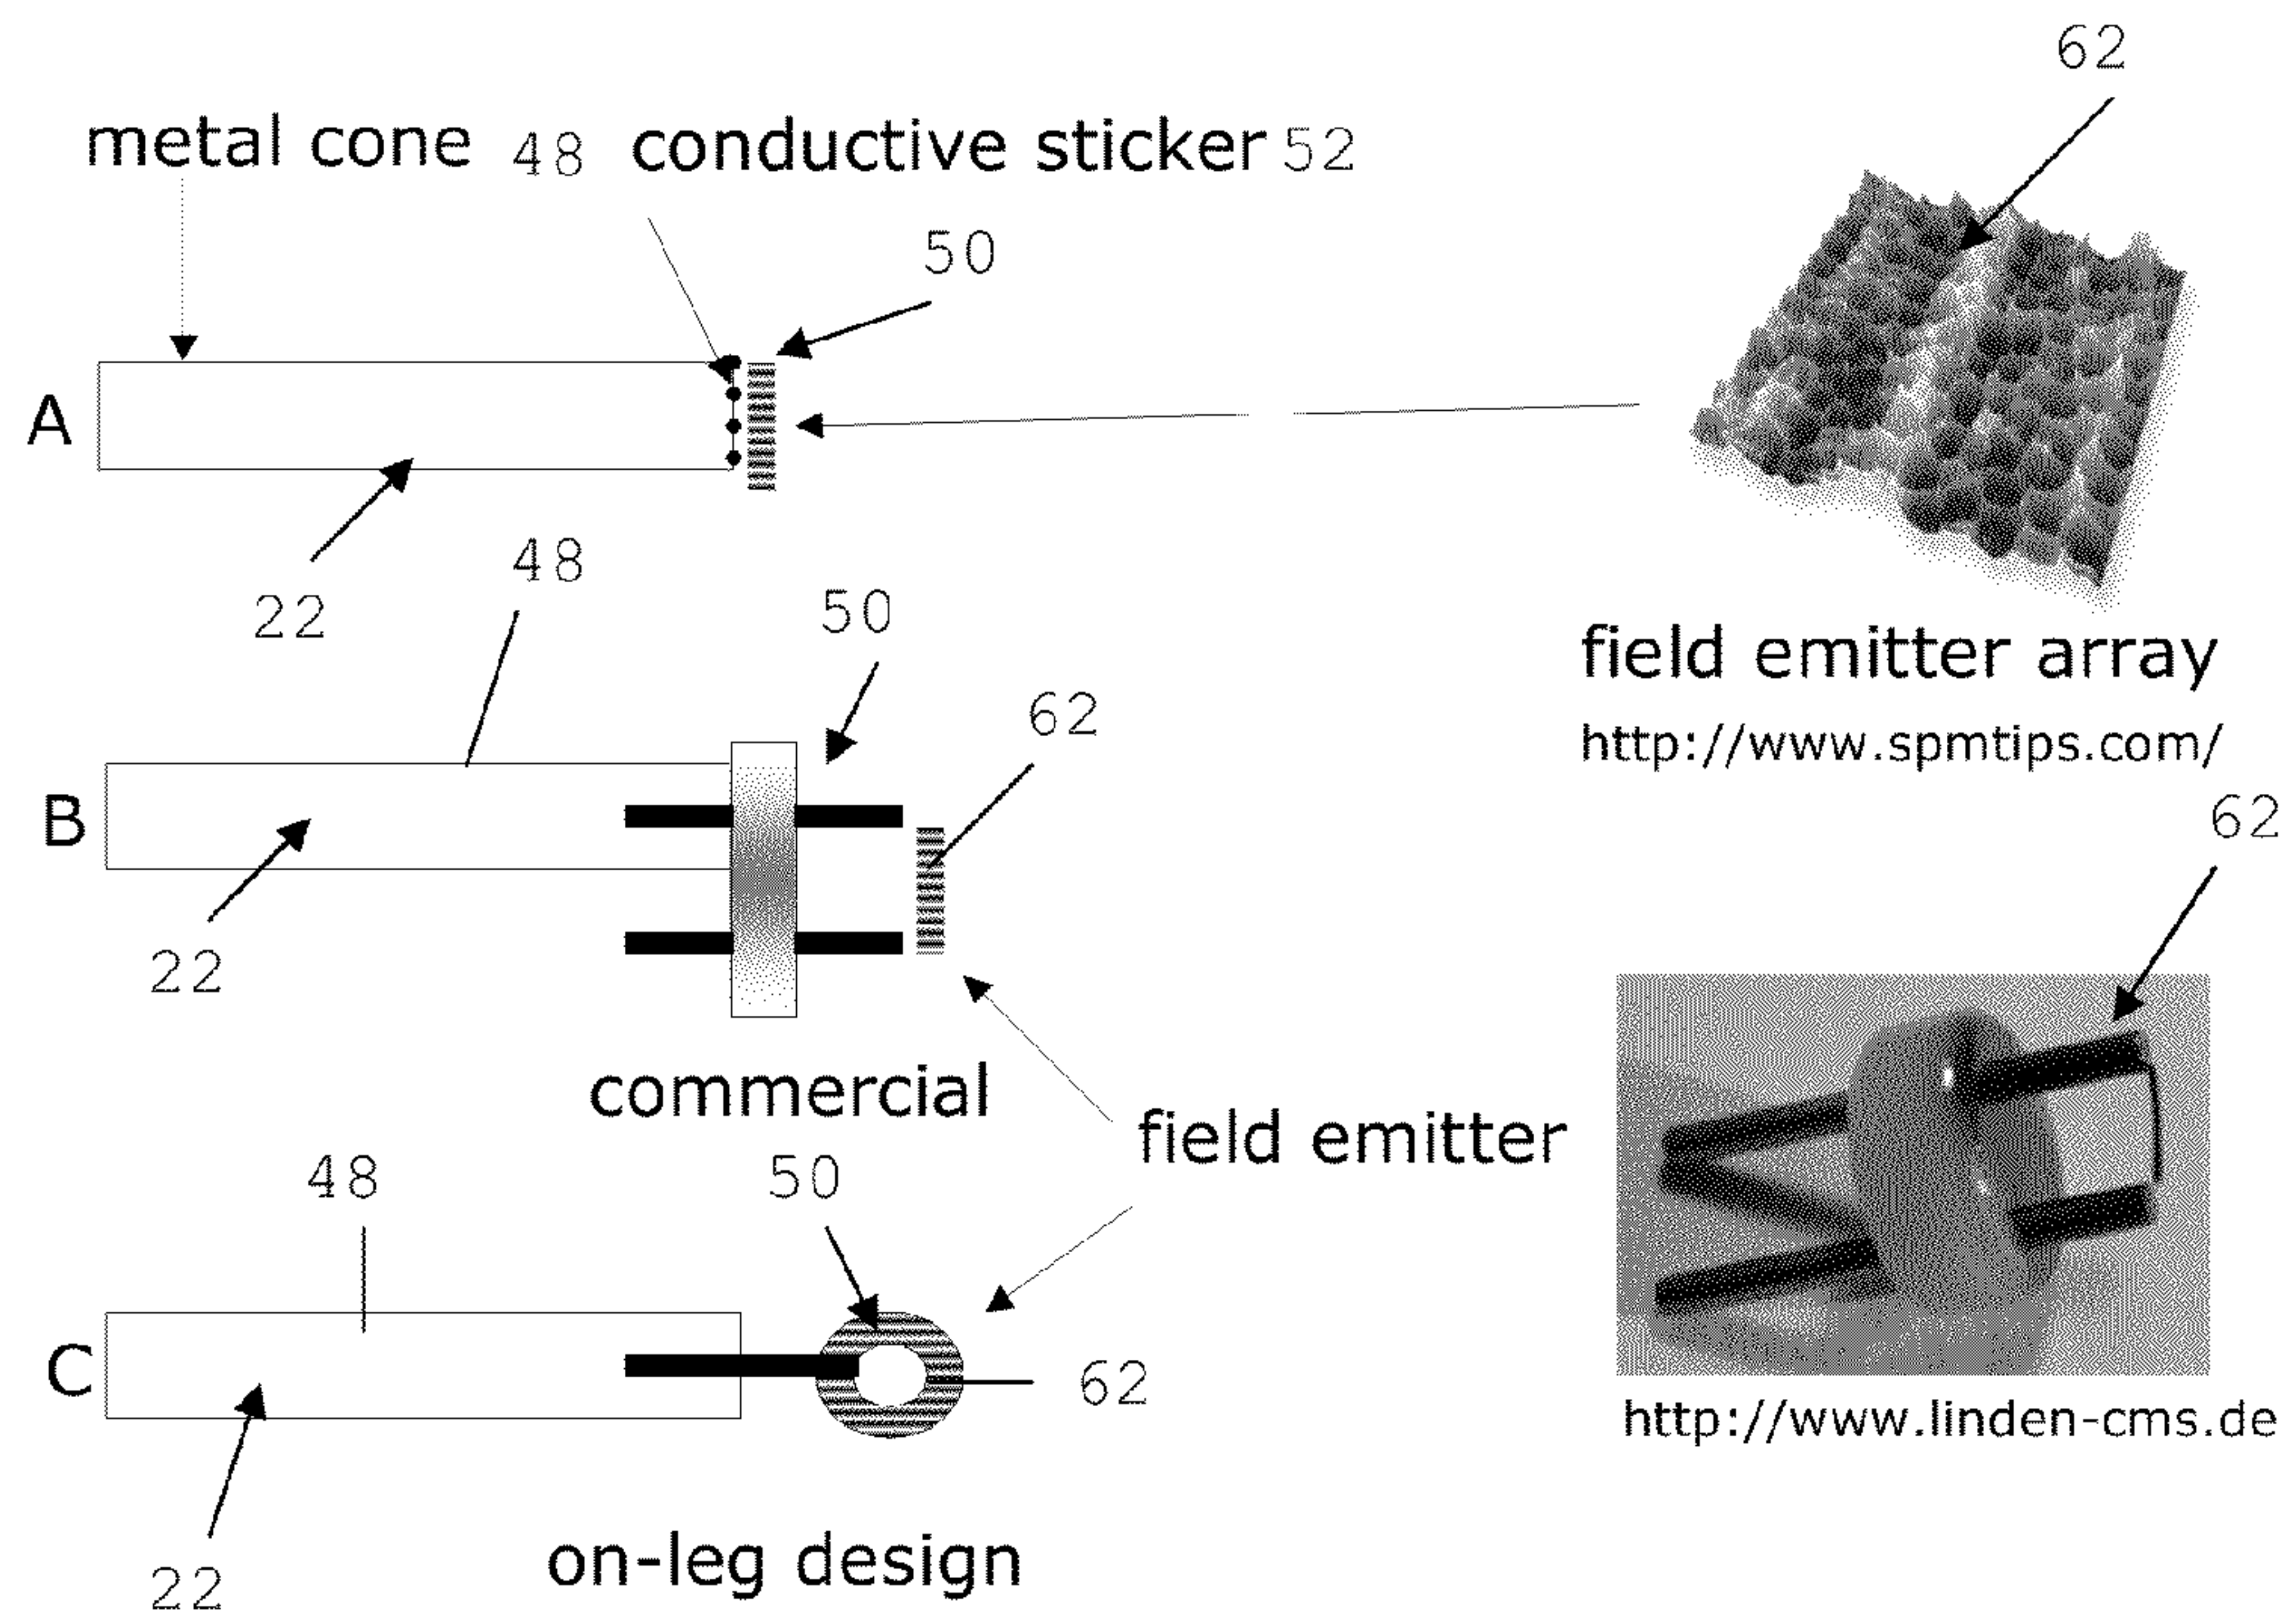 62
metal cone 48 conductive sticker 52
50
A
22
field emitter array
http://www.spmtips.com/
48
50
62
B
22
62
commercial
field emitter
48
50
C
62
http://www.linden-cms.de
22
on-leg design